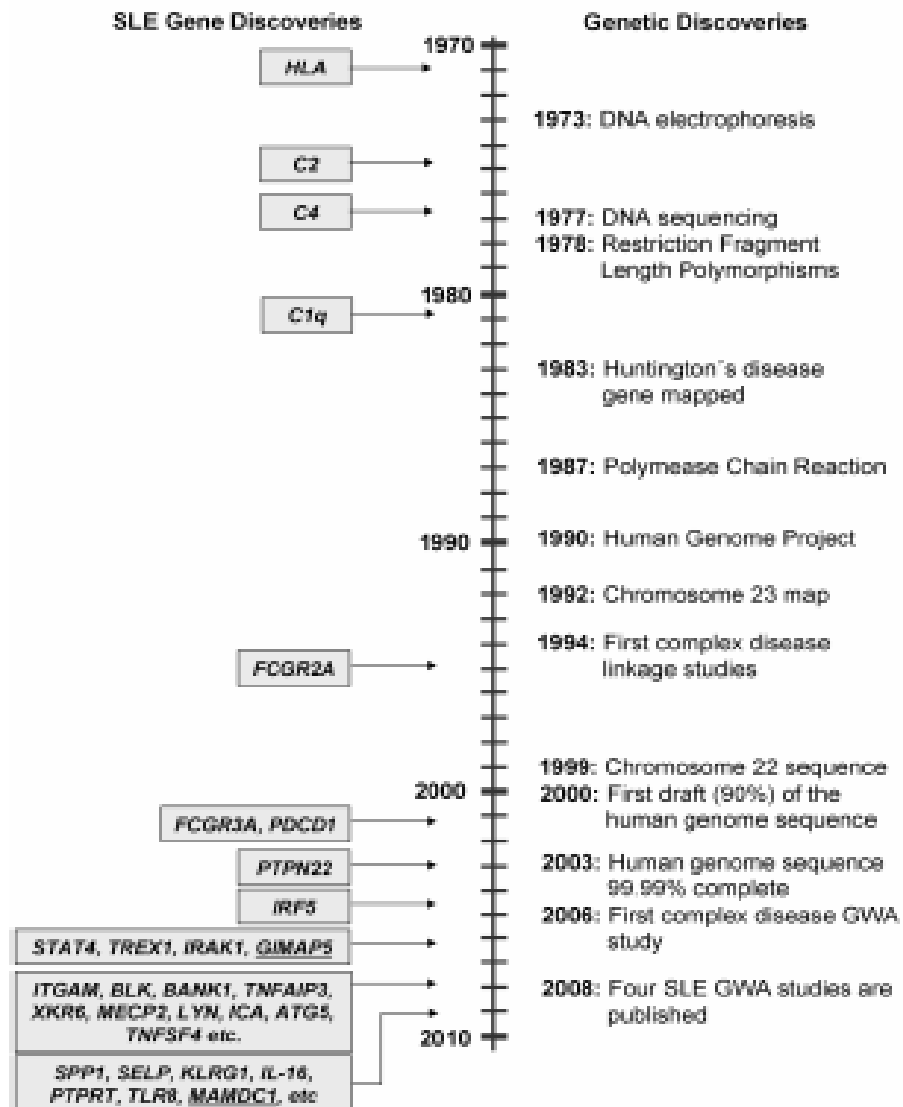 SLE Gene Discoveries
Genetic Discoveries
1970
HLA
1973: DNA electrophoresis
C2
C4
1977: DNA sequencing
1978: Restriction Fragment
Length Polymorphisms
1980
C1q
1983: Huntington´s disease
gene mapped
1987: Polymease Chain Reaction
1990
1990: Human Genome Project
1992: Chromosome 23 map
1994: First complex disease
linkage studies
FCGR2A
1999: Chromosome 22 sequence
2000
2000: First draft (90%) of the
human genome sequence
FCGR3A, PDCD1
PTPN22
2003: Human genome sequence
99.99% complete
IRF5
2006: First complex disease GWA
study
STAT4, TREX1, IRAK1, GIMAP5
ITGAM, BLK, BANK1, TNFAIP3,
XKR6, MECP2, LYN, ICA, ATG5,
TNFSF4 etc.
2008: Four SLE GWA studies are
published
2010
SPP1, SELP, KLRG1, IL-16,
PTPRT, TLR8, MAMDC1, etc